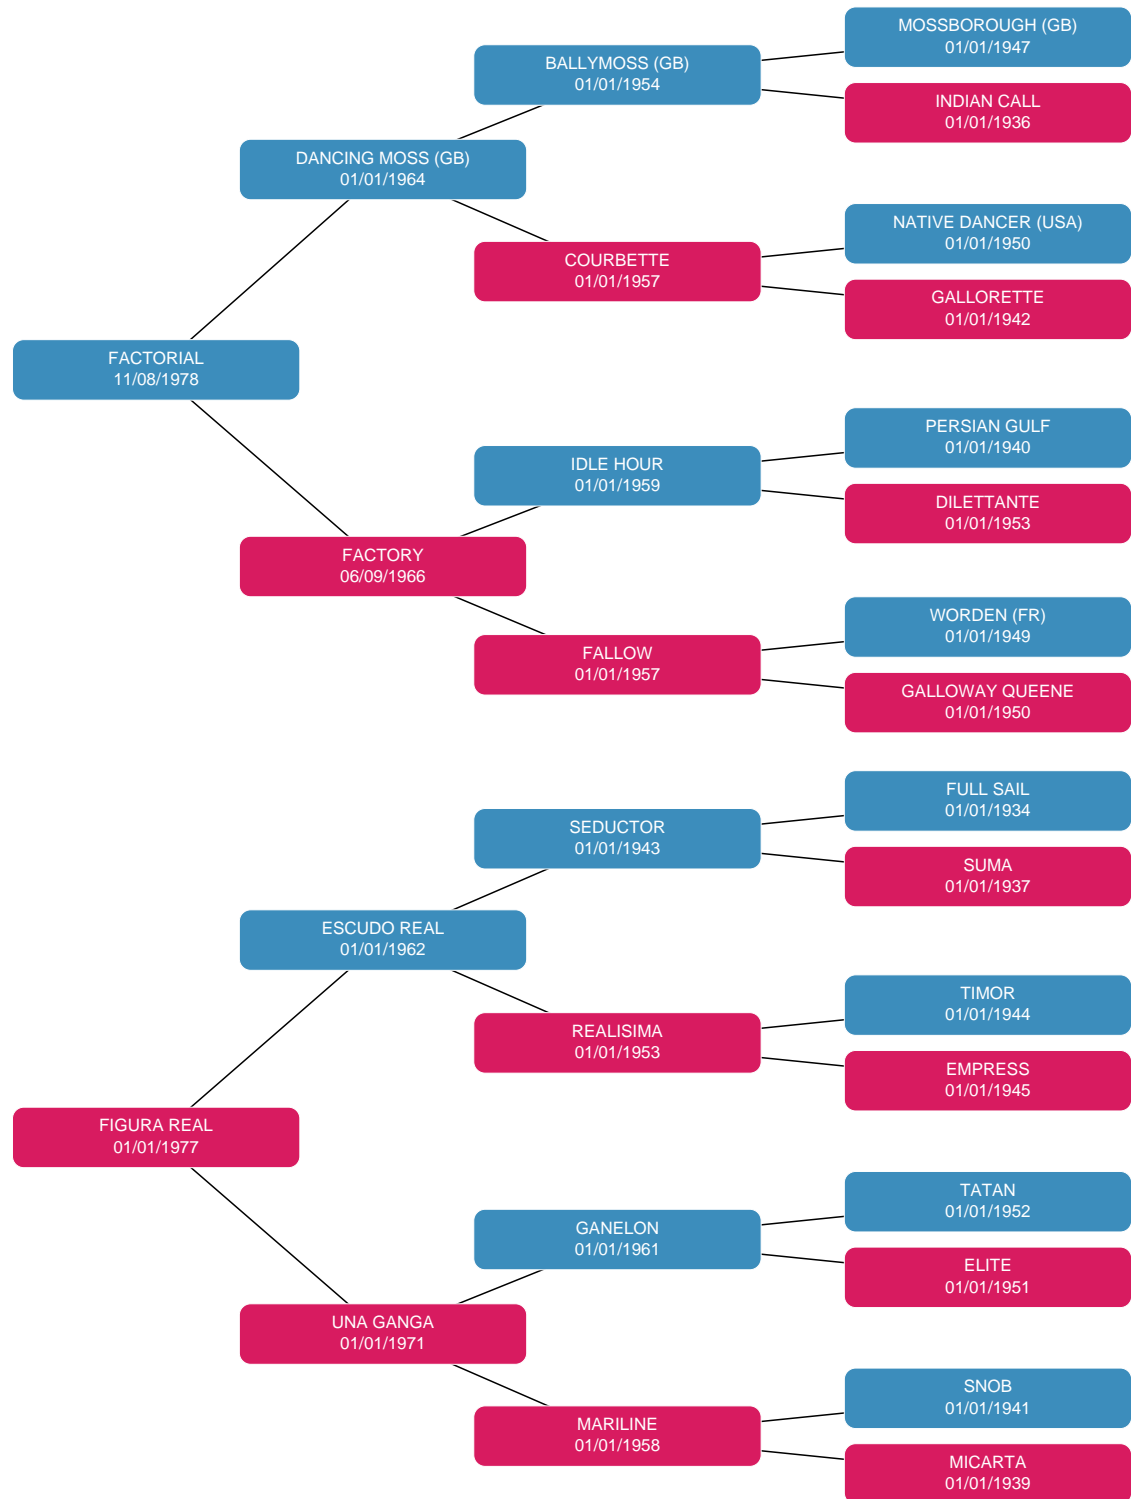 MOSSBOROUGH (GB)
01/01/1947
BALLYMOSS (GB)
01/01/1954
INDIAN CALL
01/01/1936
DANCING MOSS (GB)
01/01/1964
NATIVE DANCER (USA)
01/01/1950
COURBETTE
01/01/1957
GALLORETTE
01/01/1942
FACTORIAL
11/08/1978
PERSIAN GULF
01/01/1940
IDLE HOUR
01/01/1959
DILETTANTE
01/01/1953
FACTORY
06/09/1966
WORDEN (FR)
01/01/1949
FALLOW
01/01/1957
GALLOWAY QUEENE
01/01/1950
FULL SAIL
01/01/1934
SEDUCTOR
01/01/1943
SUMA
01/01/1937
ESCUDO REAL
01/01/1962
TIMOR
01/01/1944
REALISIMA
01/01/1953
EMPRESS
01/01/1945
FIGURA REAL
01/01/1977
TATAN
01/01/1952
GANELON
01/01/1961
ELITE
01/01/1951
UNA GANGA
01/01/1971
SNOB
01/01/1941
MARILINE
01/01/1958
MICARTA
01/01/1939